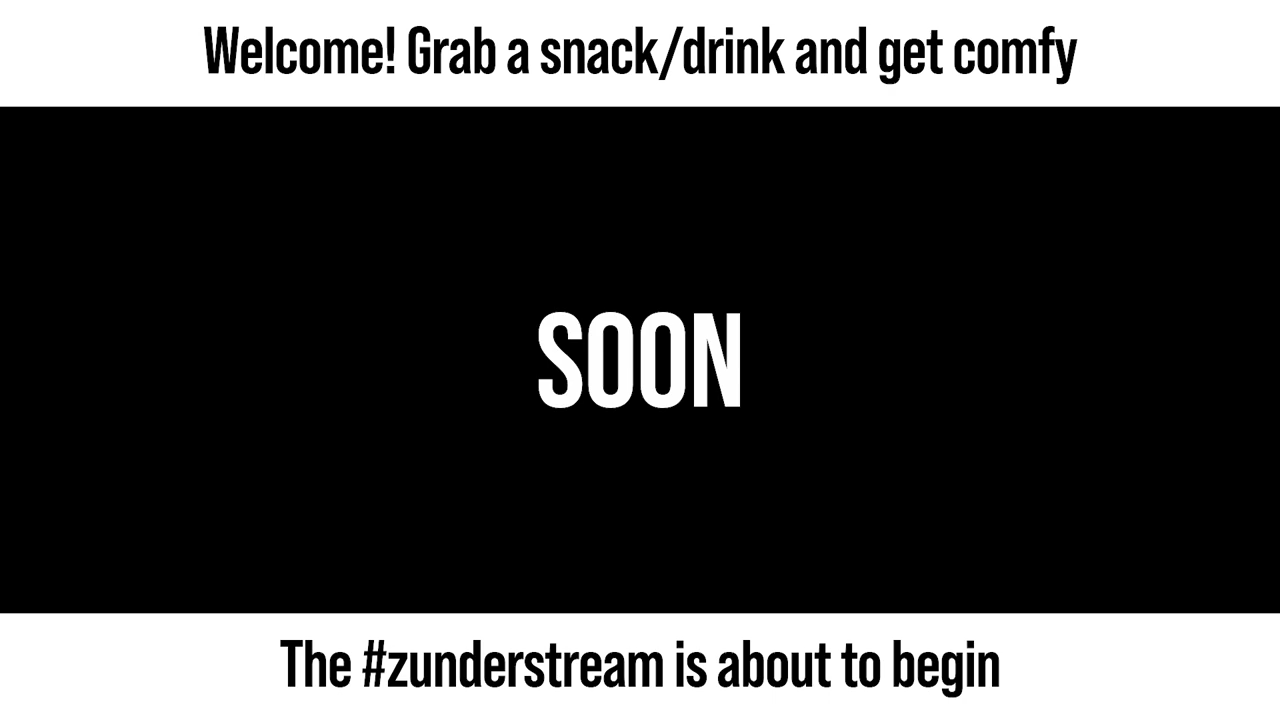 Welcome! Grab a snack/drink and get comfy
SOON
The #zunderstream is about to begin